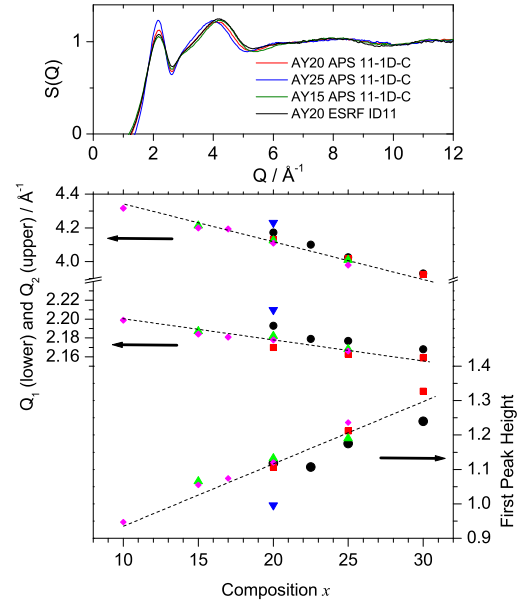 S(Q)
1
0
AY20 APS 11-1D-C
AY25 APS 11-1D-C
AY15 APS 11-1D-C
AY20 ESRF ID11
0 2 4 6 8 10 12
Q / Å⁻¹
Q₁ (lower) and Q₂ (upper) / Å⁻¹
4.4
4.2
4.0
2.22
2.20
2.18
2.16
1.4
1.3
1.2
1.1
1.0
0.9
First Peak Height
10 15 20 25 30
Composition x